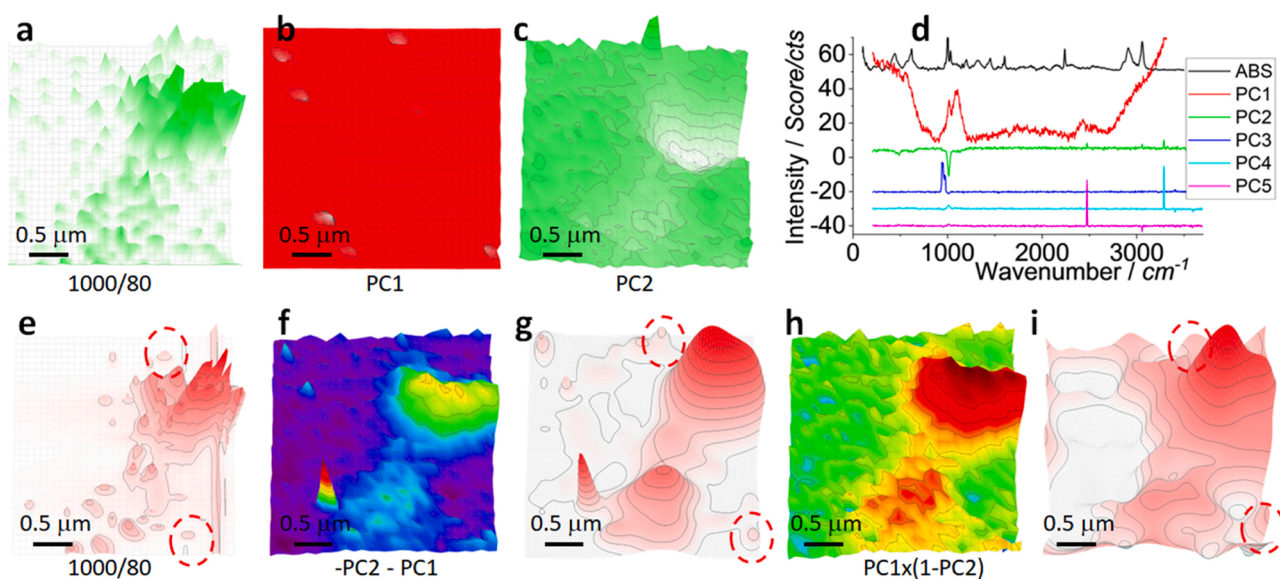 a
b
c
d
0.5 μm
0.5 μm
0.5 μm
1000/80
PC1
PC2
Intensity / Score/cts
60
40
20
0
-20
-40
0
1000
2000
3000
Wavenumber / cm⁻¹
ABS
PC1
PC2
PC3
PC4
PC5
e
f
g
h
i
0.5 μm
0.5 μm
0.5 μm
0.5 μm
0.5 μm
1000/80
-PC2 - PC1
PC1x(1-PC2)